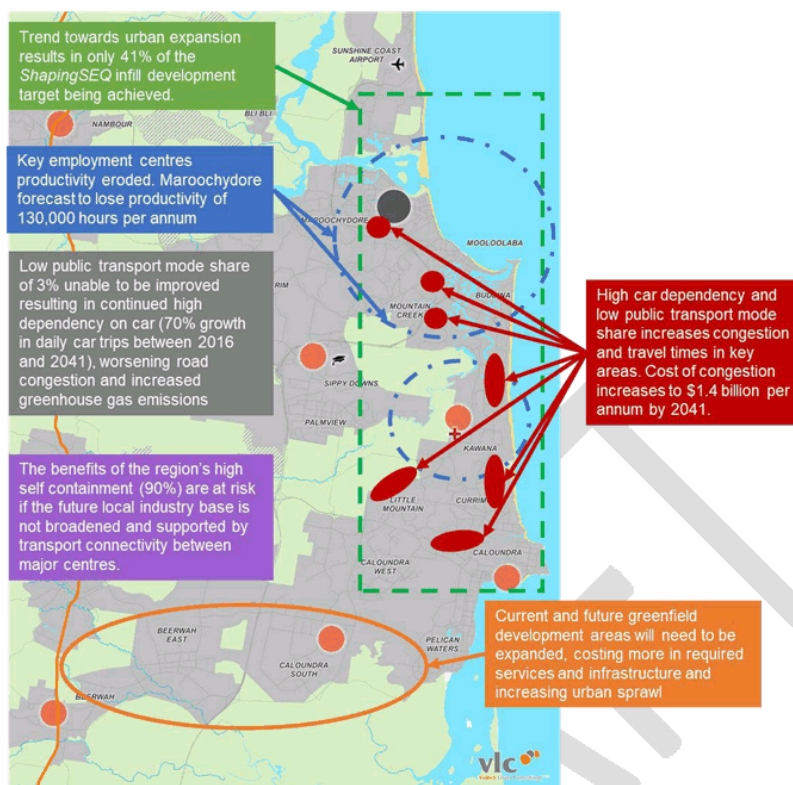 Trend towards urban expansion
results in only 41% of the
ShapingSEQ infill development
target being achieved.
SUNSHINE COAST
AIRPORT
BLI BLI
NAMBOUR
Key employment centres
productivity eroded. Maroochydore
forecast to lose productivity of
130,000 hours per annum
MAROOCHYDORE
MOOLOOLABA
Low public transport mode share
of 3% unable to be improved
resulting in continued high
dependency on car (70% growth
in daily car trips between 2016
and 2041), worsening road
congestion and increased
greenhouse gas emissions
RIM
BUDDINA
MOUNTAIN
CREEK
High car dependency and
low public transport mode
share increases congestion
and travel times in key
areas. Cost of congestion
increases to $1.4 billion per
annum by 2041.
SIPPY DOWNS
PALMVIEW
KAWANA
The benefits of the region's high
self containment (90%) are at risk
if the future local industry base is
not broadened and supported by
transport connectivity between
major centres.
LITTLE
MOUNTAIN
CURRIM
CALOUNDRA
WEST
CALOUNDRA
Current and future greenfield
development areas will need to be
expanded, costing more in required
services and infrastructure and
increasing urban sprawl
BEERWAH
EAST
CALOUNDRA
SOUTH
PELICAN
WATERS
BEERWAH
vlc